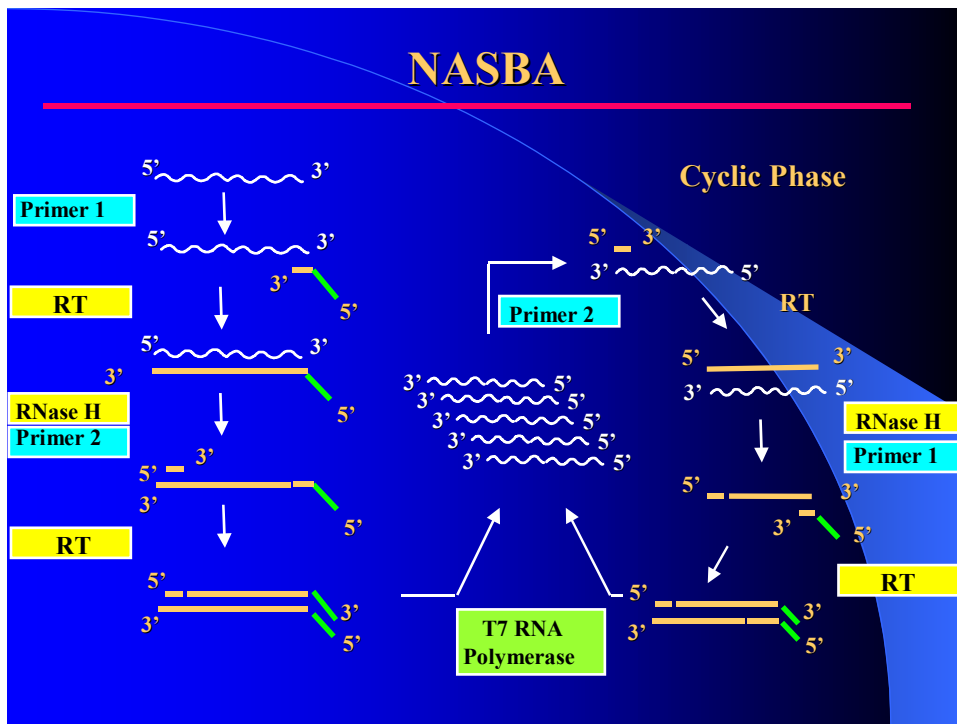 NASBA
5’ 3’
Primer 1
5’ 3’
3’
5’
RT
5’ 3’
3’
5’
RNase H
Primer 2
3’
5’
3’
5’
RT
5’
3’
3’
5’
Cyclic Phase
5’ 3’
3’ 5’
Primer 2
RT
5’ 3’
3’ 5’
RNase H
Primer 1
5’ 3’
3’ 5’
RT
5’
3’
3’
5’
3’ 5’
3’ 5’
3’ 5’
3’ 5’
3’ 5’
T7 RNA
Polymerase